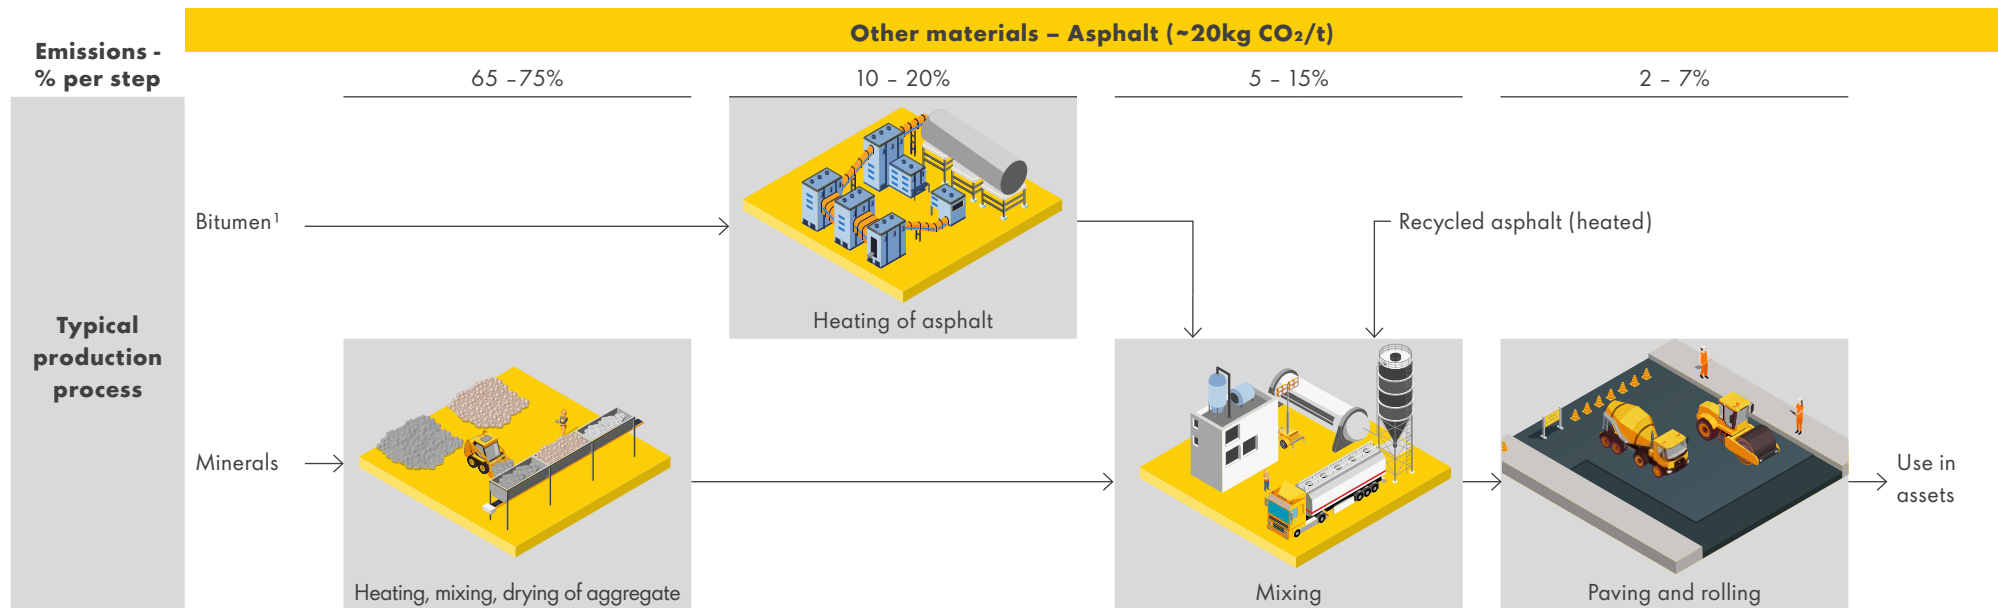 Other materials – Asphalt (~20kg CO₂/t)
Emissions -
% per step
65 –75%
10 – 20%
5 – 15%
2 – 7%
Typical
production
process
Bitumen¹
Recycled asphalt (heated)
Heating of asphalt
Minerals
Use in
assets
Heating, mixing, drying of aggregate
Mixing
Paving and rolling